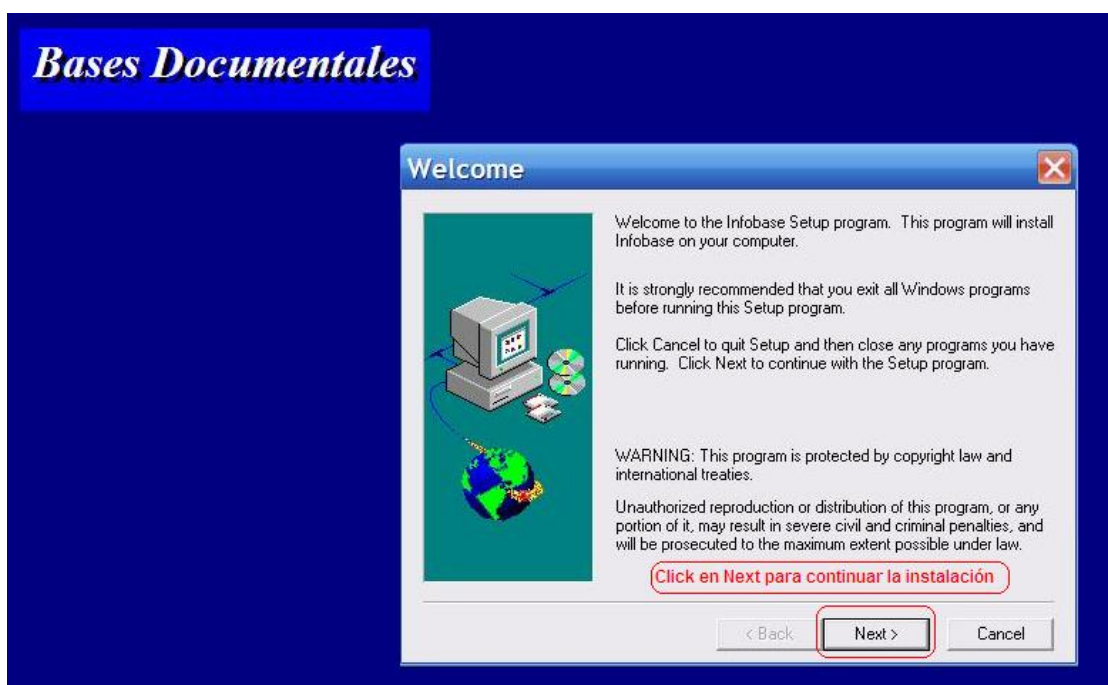 Bases Documentales
Welcome
Welcome to the Infobase Setup program. This program will install
Infobase on your computer.
It is strongly recommended that you exit all Windows programs
before running this Setup program.
Click Cancel to quit Setup and then close any programs you have
running. Click Next to continue with the Setup program.
WARNING: This program is protected by copyright law and
international treaties.
Unauthorized reproduction or distribution of this program, or any
portion of it, may result in severe civil and criminal penalties, and
will be prosecuted to the maximum extent possible under law.
Click en Next para continuar la instalación
< Back
Next >
Cancel